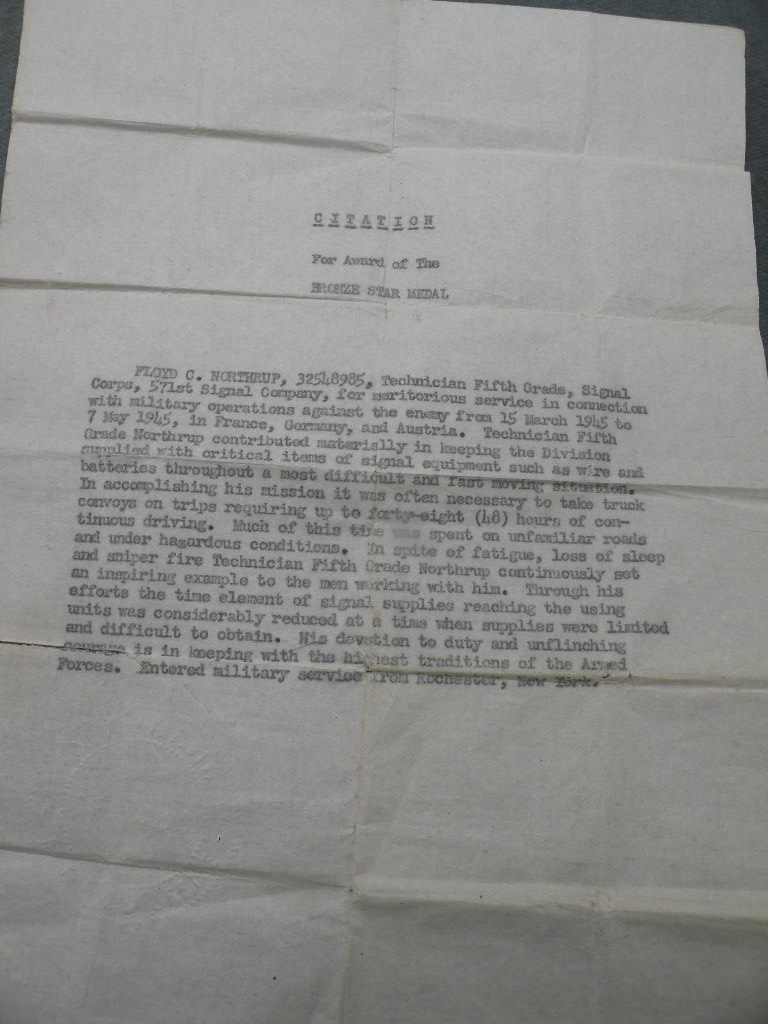 CITATION
For Award of The
BRONZE STAR MEDAL
FLOYD C. NORTHRUP, 32548985, Technician Fifth Grade, Signal
Corps, 571st Signal Company, for meritorious service in connection
with military operations against the enemy from 15 March 1945 to
7 May 1945, in France, Germany, and Austria. Technician Fifth
Grade Northrup contributed materially in keeping the Division
supplied with critical items of signal equipment such as wire and
batteries throughout a most difficult and fast moving situation.
In accomplishing his mission it was often necessary to take truck
convoys on trips requiring up to forty-eight (48) hours of con-
tinuous driving. Much of this time was spent on unfamiliar roads
and under hazardous conditions. In spite of fatigue, loss of sleep
and sniper fire Technician Fifth Grade Northrup continuously set
an inspiring example to the men working with him. Through his
efforts the time element of signal supplies reaching the using
units was considerably reduced at a time when supplies were limited
and difficult to obtain. His devotion to duty and unflinching
courage is in keeping with the highest traditions of the Armed
Forces. Entered military service from Rochester, New York.